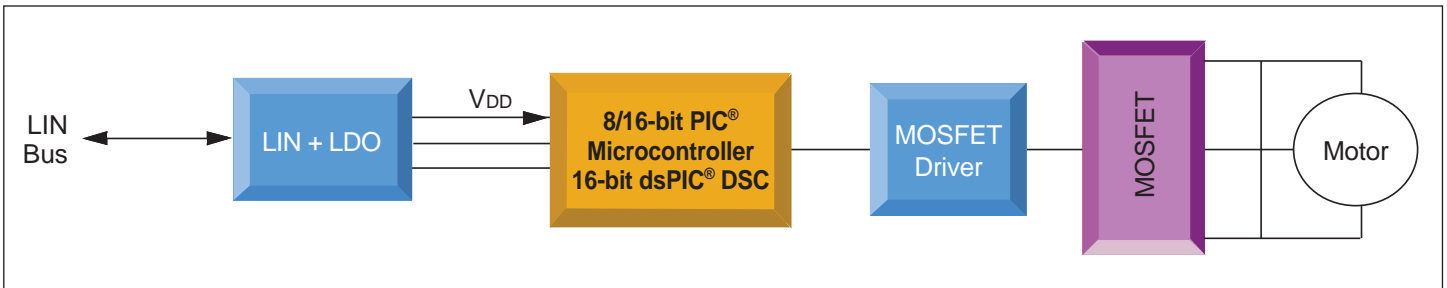 LIN
Bus
LIN + LDO
VDD
8/16-bit PIC®
Microcontroller
16-bit dsPIC® DSC
MOSFET
Driver
MOSFET
Motor